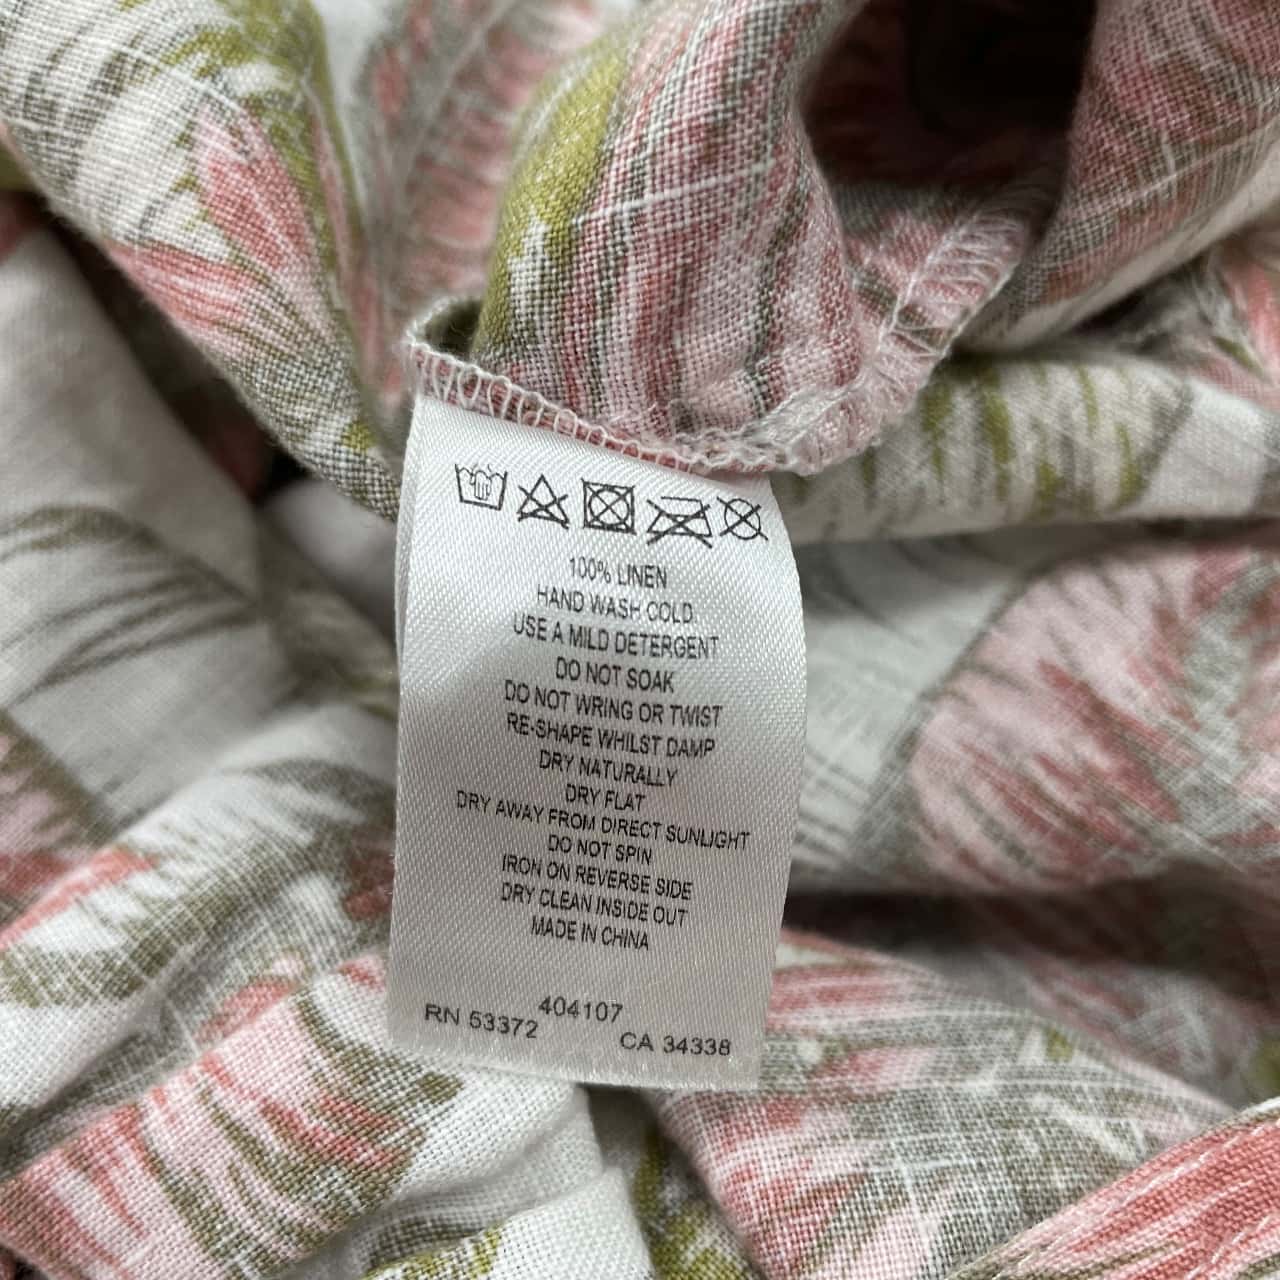 100% LINEN
HAND WASH COLD
USE A MILD DETERGENT
DO NOT SOAK
DO NOT WRING OR TWIST
RE-SHAPE WHILST DAMP
DRY NATURALLY
DRY FLAT
DRY AWAY FROM DIRECT SUNLIGHT
DO NOT SPIN
IRON ON REVERSE SIDE
DRY CLEAN INSIDE OUT
MADE IN CHINA
404107
RN 53372 CA 34338